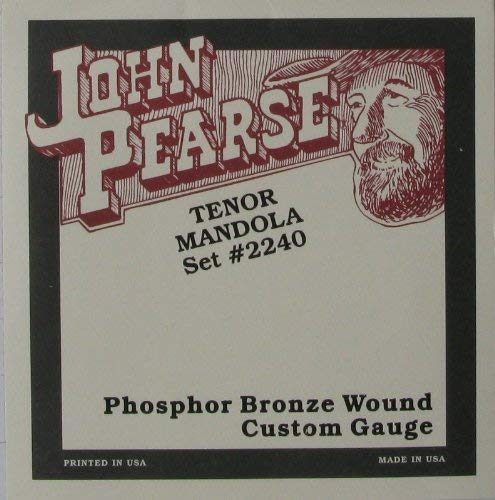 JOHN
PEARSE
TENOR
MANDOLA
Set #2240
Phosphor Bronze Wound
Custom Gauge
PRINTED IN USA
MADE IN USA